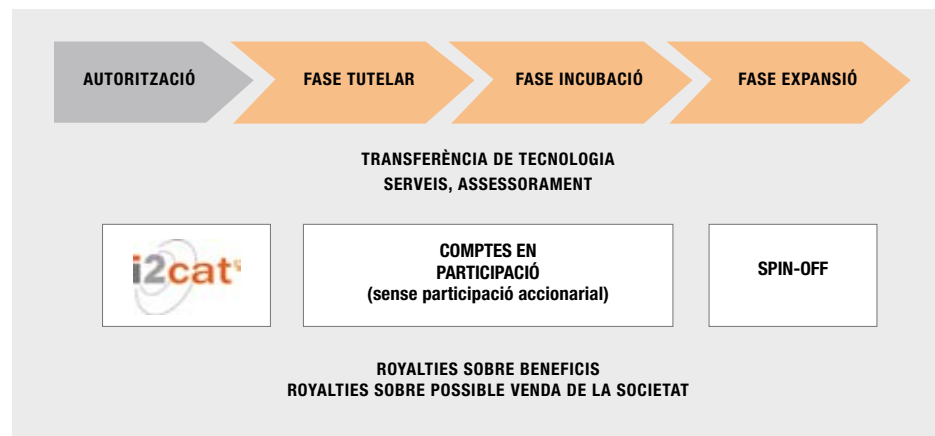 AUTORITZACIÓ
FASE TUTELAR
FASE INCUBACIÓ
FASE EXPANSIÓ
TRANSFERÈNCIA DE TECNOLOGIA
SERVEIS, ASSESSORAMENT
i2cat
COMPTES EN
PARTICIPACIÓ
(sense participació accionarial)
SPIN-OFF
ROYALTIES SOBRE BENEFICIS
ROYALTIES SOBRE POSSIBLE VENDA DE LA SOCIETAT